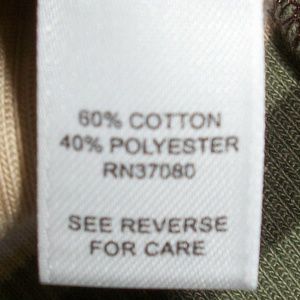 60% COTTON
40% POLYESTER
RN37080
SEE REVERSE
FOR CARE